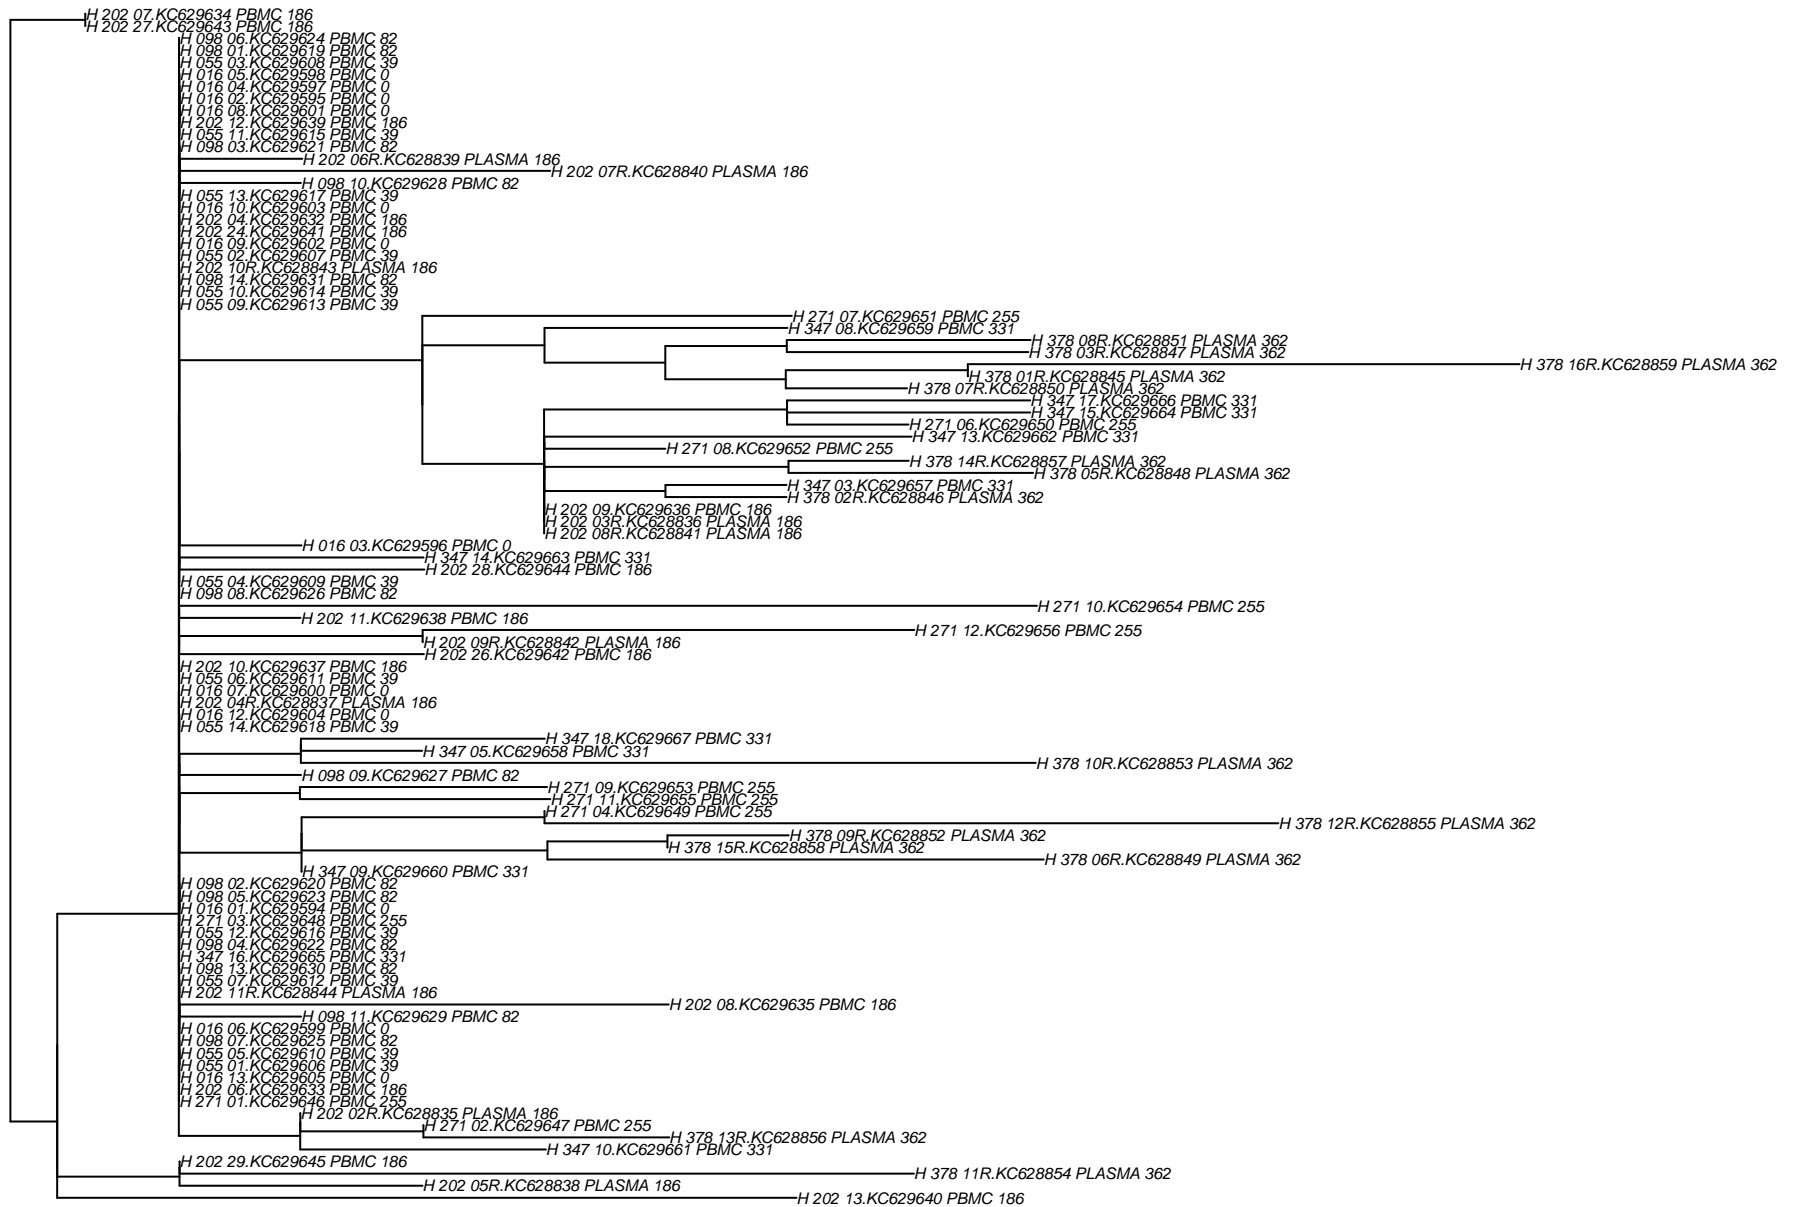 H 202 07.KC629634 PBMC 186
H 202 27.KC629643 PBMC 186
H 098 06.KC629624 PBMC 82
H 098 01.KC629619 PBMC 82
H 055 03.KC629608 PBMC 39
H 016 05.KC629598 PBMC 0
H 016 04.KC629597 PBMC 0
H 016 02.KC629595 PBMC 0
H 016 08.KC629601 PBMC 0
H 202 12.KC629639 PBMC 186
H 055 11.KC629615 PBMC 39
H 098 03.KC629621 PBMC 82
H 202 06R.KC628839 PLASMA 186
H 202 07R.KC628840 PLASMA 186
H 098 10.KC629628 PBMC 82
H 055 13.KC629617 PBMC 39
H 016 10.KC629603 PBMC 0
H 202 04.KC629632 PBMC 186
H 202 24.KC629641 PBMC 186
H 016 09.KC629602 PBMC 0
H 055 02.KC629607 PBMC 39
H 202 10R.KC628843 PLASMA 186
H 098 14.KC629631 PBMC 82
H 055 10.KC629614 PBMC 39
H 055 09.KC629613 PBMC 39
H 271 07.KC629651 PBMC 255
H 347 08.KC629659 PBMC 331
H 378 08R.KC628851 PLASMA 362
H 378 03R.KC628847 PLASMA 362
H 378 16R.KC628859 PLASMA 362
H 378 01R.KC628845 PLASMA 362
H 378 07R.KC628850 PLASMA 362
H 347 17.KC629666 PBMC 331
H 347 15.KC629664 PBMC 331
H 271 06.KC629650 PBMC 255
H 347 13.KC629662 PBMC 331
H 271 08.KC629652 PBMC 255
H 378 14R.KC628857 PLASMA 362
H 378 05R.KC628848 PLASMA 362
H 347 03.KC629657 PBMC 331
H 378 02R.KC628846 PLASMA 362
H 202 09.KC629636 PBMC 186
H 202 03R.KC628836 PLASMA 186
H 202 08R.KC628841 PLASMA 186
H 016 03.KC629596 PBMC 0
H 347 14.KC629663 PBMC 331
H 202 28.KC629644 PBMC 186
H 055 04.KC629609 PBMC 39
H 098 08.KC629626 PBMC 82
H 271 10.KC629654 PBMC 255
H 202 11.KC629638 PBMC 186
H 271 12.KC629656 PBMC 255
H 202 09R.KC628842 PLASMA 186
H 202 26.KC629642 PBMC 186
H 202 10.KC629637 PBMC 186
H 055 06.KC629611 PBMC 39
H 016 07.KC629600 PBMC 0
H 202 04R.KC628837 PLASMA 186
H 016 12.KC629604 PBMC 0
H 055 14.KC629618 PBMC 39
H 347 18.KC629667 PBMC 331
H 347 05.KC629658 PBMC 331
H 378 10R.KC628853 PLASMA 362
H 098 09.KC629627 PBMC 82
H 271 09.KC629653 PBMC 255
H 271 11.KC629655 PBMC 255
H 271 04.KC629649 PBMC 255
H 378 12R.KC628855 PLASMA 362
H 378 09R.KC628852 PLASMA 362
H 378 15R.KC628858 PLASMA 362
H 378 06R.KC628849 PLASMA 362
H 347 09.KC629660 PBMC 331
H 098 02.KC629620 PBMC 82
H 098 05.KC629623 PBMC 82
H 016 01.KC629594 PBMC 0
H 271 03.KC629648 PBMC 255
H 055 12.KC629616 PBMC 39
H 098 04.KC629622 PBMC 82
H 347 16.KC629665 PBMC 331
H 098 13.KC629630 PBMC 82
H 055 07.KC629612 PBMC 39
H 202 11R.KC628844 PLASMA 186
H 202 08.KC629635 PBMC 186
H 098 11.KC629629 PBMC 82
H 016 06.KC629599 PBMC 0
H 098 07.KC629625 PBMC 82
H 055 05.KC629610 PBMC 39
H 055 01.KC629606 PBMC 39
H 016 13.KC629605 PBMC 0
H 202 06.KC629633 PBMC 186
H 271 01.KC629646 PBMC 255
H 202 02R.KC628835 PLASMA 186
H 271 02.KC629647 PBMC 255
H 378 13R.KC628856 PLASMA 362
H 347 10.KC629661 PBMC 331
H 202 29.KC629645 PBMC 186
H 378 11R.KC628854 PLASMA 362
H 202 05R.KC628838 PLASMA 186
H 202 13.KC629640 PBMC 186